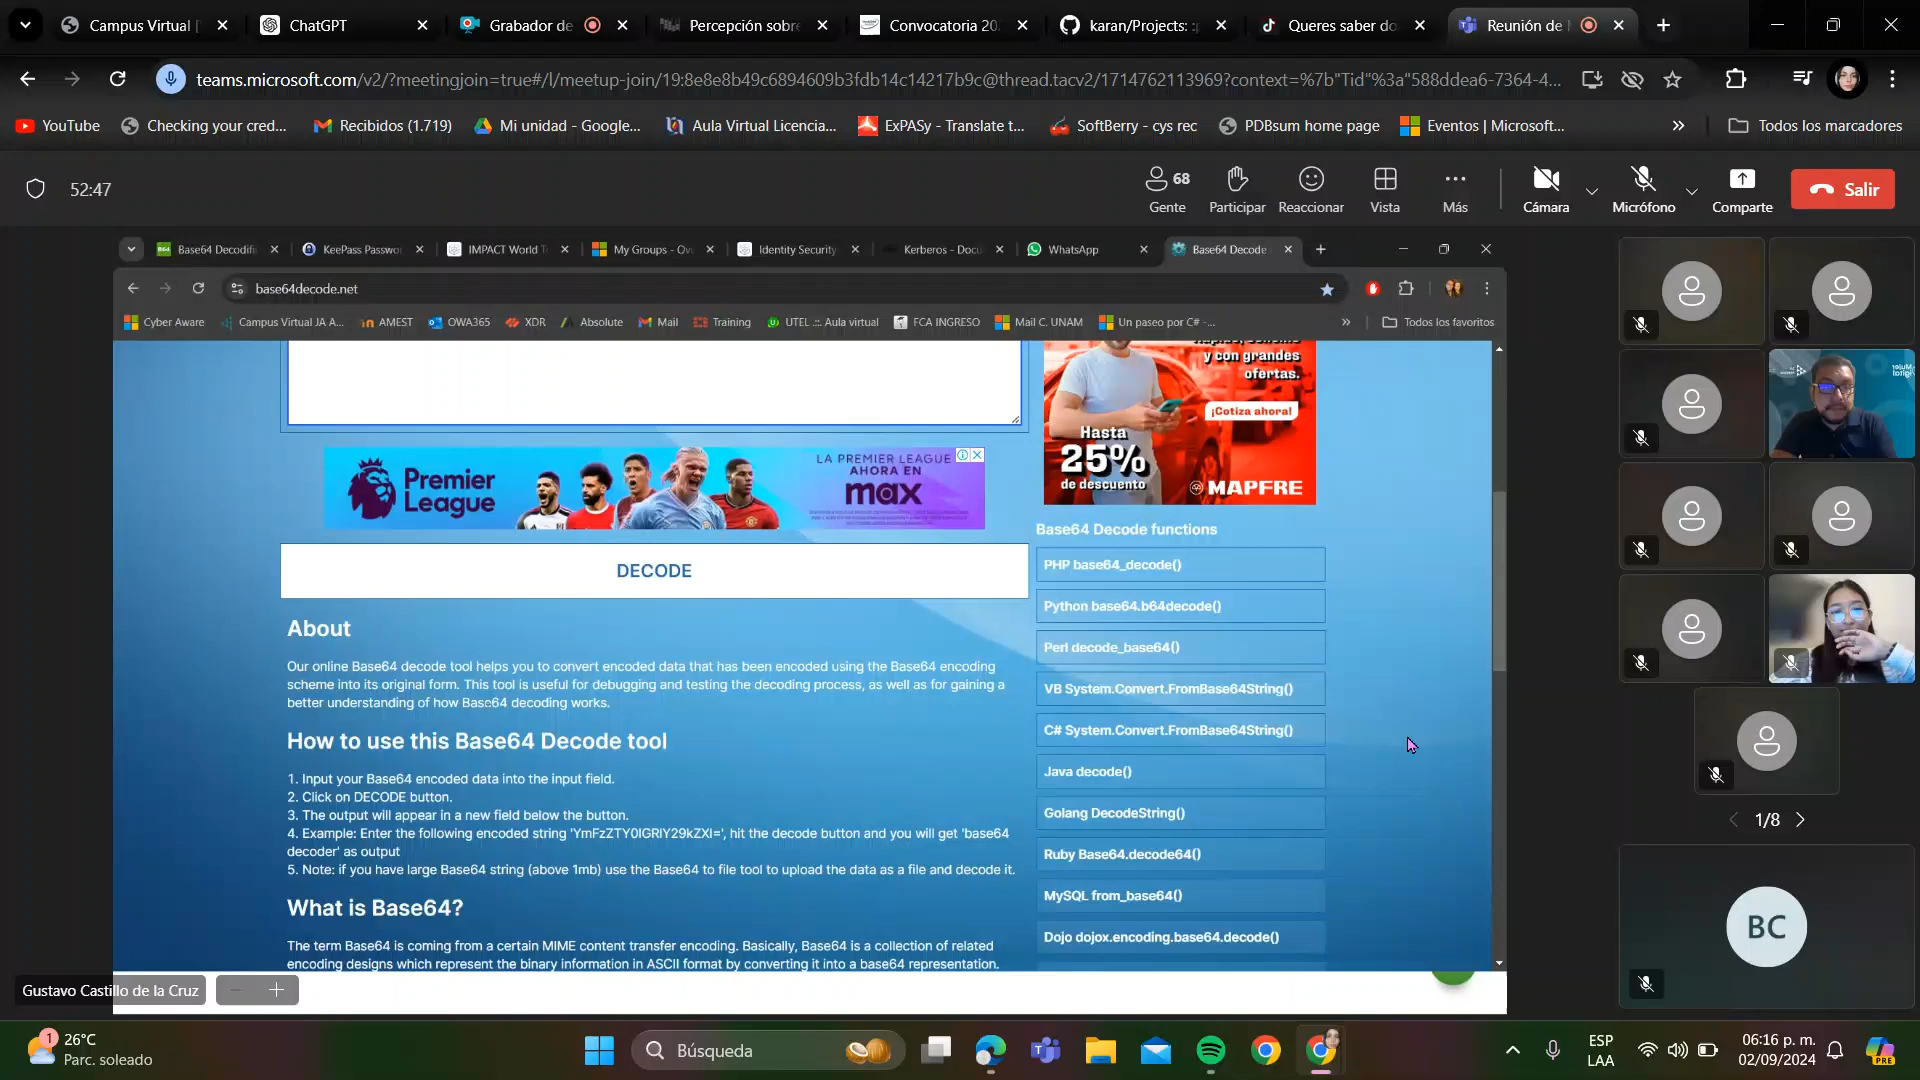 Campus Virtual [
ChatGPT
Grabador de
Percepción sobre
Convocatoria 202
karan/Projects: :p
Queres saber do
Reunión de
teams.microsoft.com/v2/?meetingjoin=true#/l/meetup-join/19:8e8e8b49c6894609b3fdb14c14217b9c@thread.tacv2/1714762113969?context=%7b"Tid"%3a"588ddea6-7364-4...
YouTube
Checking your cred...
Recibidos (1.719)
Mi unidad - Google...
Aula Virtual Licencia...
ExPASy - Translate t...
SoftBerry - cys rec
PDBsum home page
Eventos | Microsoft...
Todos los marcadores
52:47
68
Gente
Participar
Reaccionar
Vista
Más
Cámara
Micrófono
Comparte
Salir
Base64 Decodifi
KeePass Passwo
IMPACT World T
My Groups - Ov
Identity Security
Kerberos - Docu
WhatsApp
Base64 Decode
base64decode.net
Cyber Aware
Campus Virtual JA A...
AMEST
OWA365
XDR
Absolute
Mail
Training
UTEL .::. Aula virtual
FCA INGRESO
Mail C. UNAM
Un paseo por C# -...
Todos los favoritos
y con grandes
ofertas.
¡Cotiza ahora!
Hasta
25%
de descuento
MAPFRE
Premier
League
LA PREMIER LEAGUE
AHORA EN
max
DECODE
About
Our online Base64 decode tool helps you to convert encoded data that has been encoded using the Base64 encoding
scheme into its original form. This tool is useful for debugging and testing the decoding process, as well as for gaining a
better understanding of how Base64 decoding works.
How to use this Base64 Decode tool
1. Input your Base64 encoded data into the input field.
2. Click on DECODE button.
3. The output will appear in a new field below the button.
4. Example: Enter the following encoded string 'YmFzZTY0IGRlY29kZXI=', hit the decode button and you will get 'base64
decoder' as output
5. Note: if you have large Base64 string (above 1mb) use the Base64 to file tool to upload the data as a file and decode it.
What is Base64?
The term Base64 is coming from a certain MIME content transfer encoding. Basically, Base64 is a collection of related
encoding designs which represent the binary information in ASCII format by converting it into a base64 representation.
Base64 Decode functions
PHP base64_decode()
Python base64.b64decode()
Perl decode_base64()
VB System.Convert.FromBase64String()
C# System.Convert.FromBase64String()
Java decode()
Golang DecodeString()
Ruby Base64.decode64()
MySQL from_base64()
Dojo dojox.encoding.base64.decode()
1/8
BC
Gustavo Castillo de la Cruz
1
26°C
Parc. soleado
Búsqueda
ESP
LAA
06:16 p. m.
02/09/2024
PRE